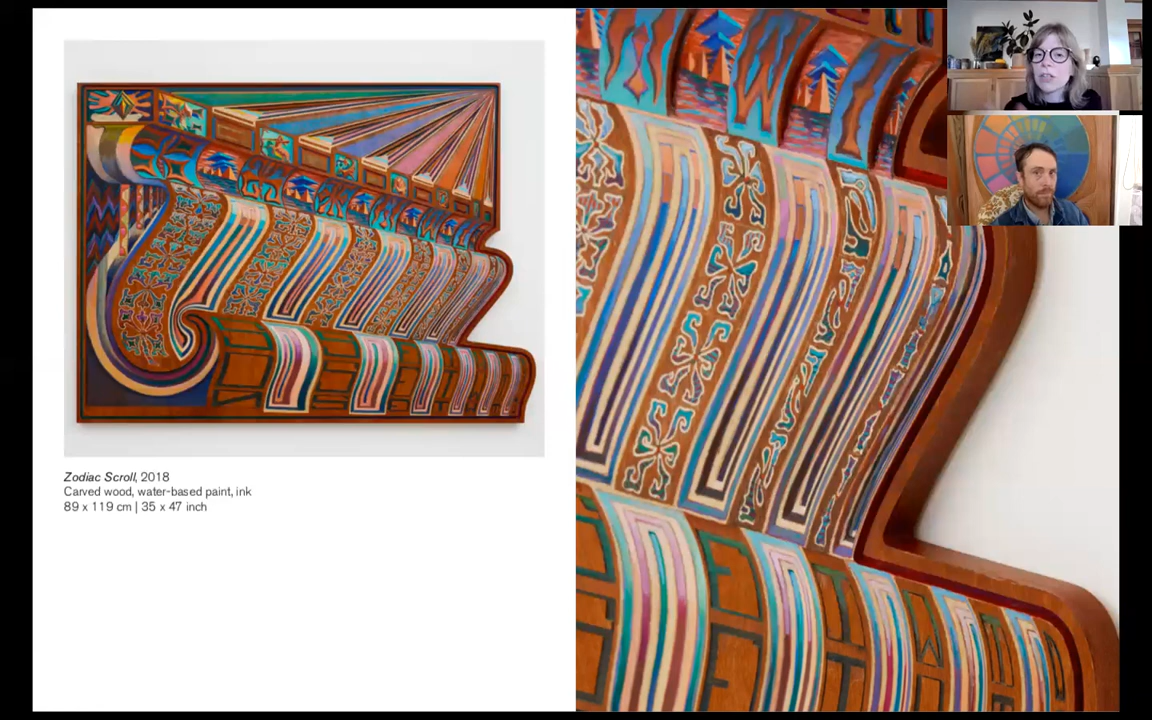 Zodiac Scroll, 2018
Carved wood, water-based paint, ink
89 x 119 cm | 35 x 47 inch